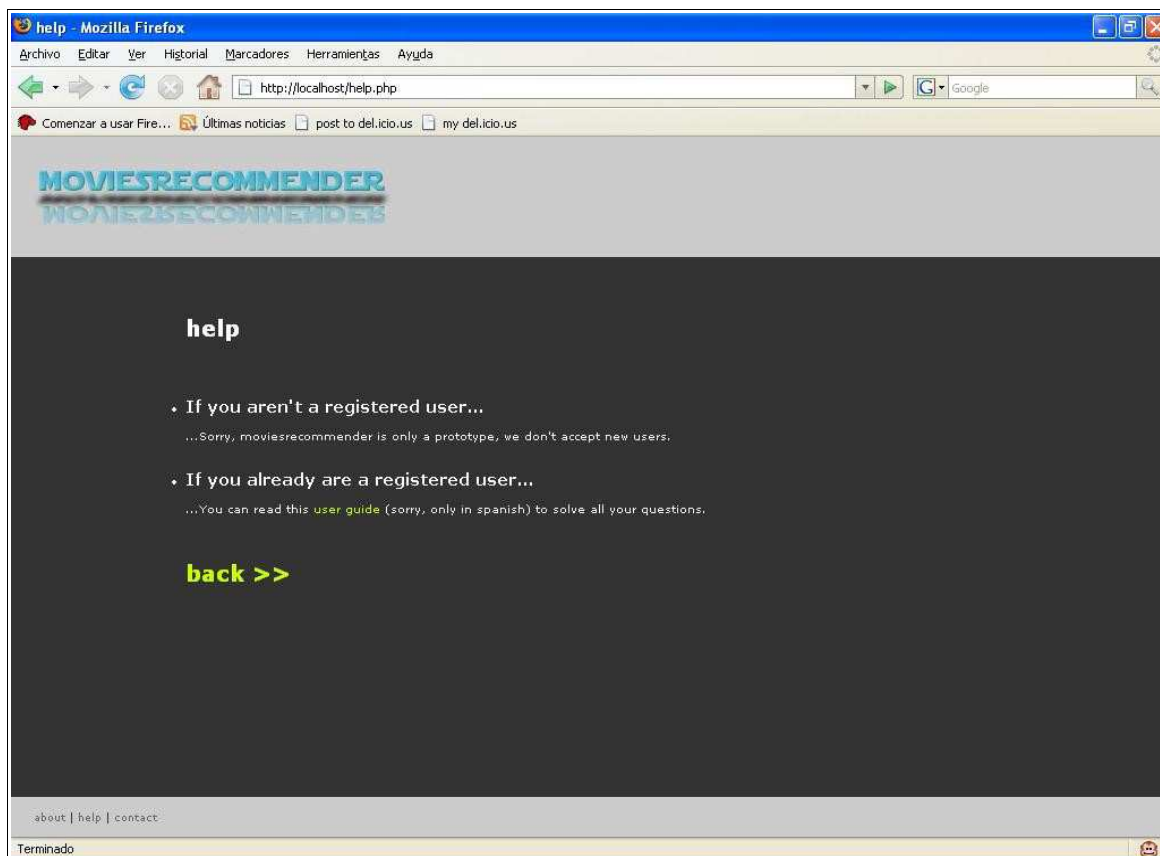 help - Mozilla Firefox
Archivo Editar Ver Historial Marcadores Herramientas Ayuda
http://localhost/help.php
G Google
Comenzar a usar Fire... Últimas noticias post to del.icio.us my del.icio.us
MOVIESRECOMMENDER
help
If you aren't a registered user...
...Sorry, moviesrecommender is only a prototype, we don't accept new users.
If you already are a registered user...
...You can read this user guide (sorry, only in spanish) to solve all your questions.
back >>
about | help | contact
Terminado